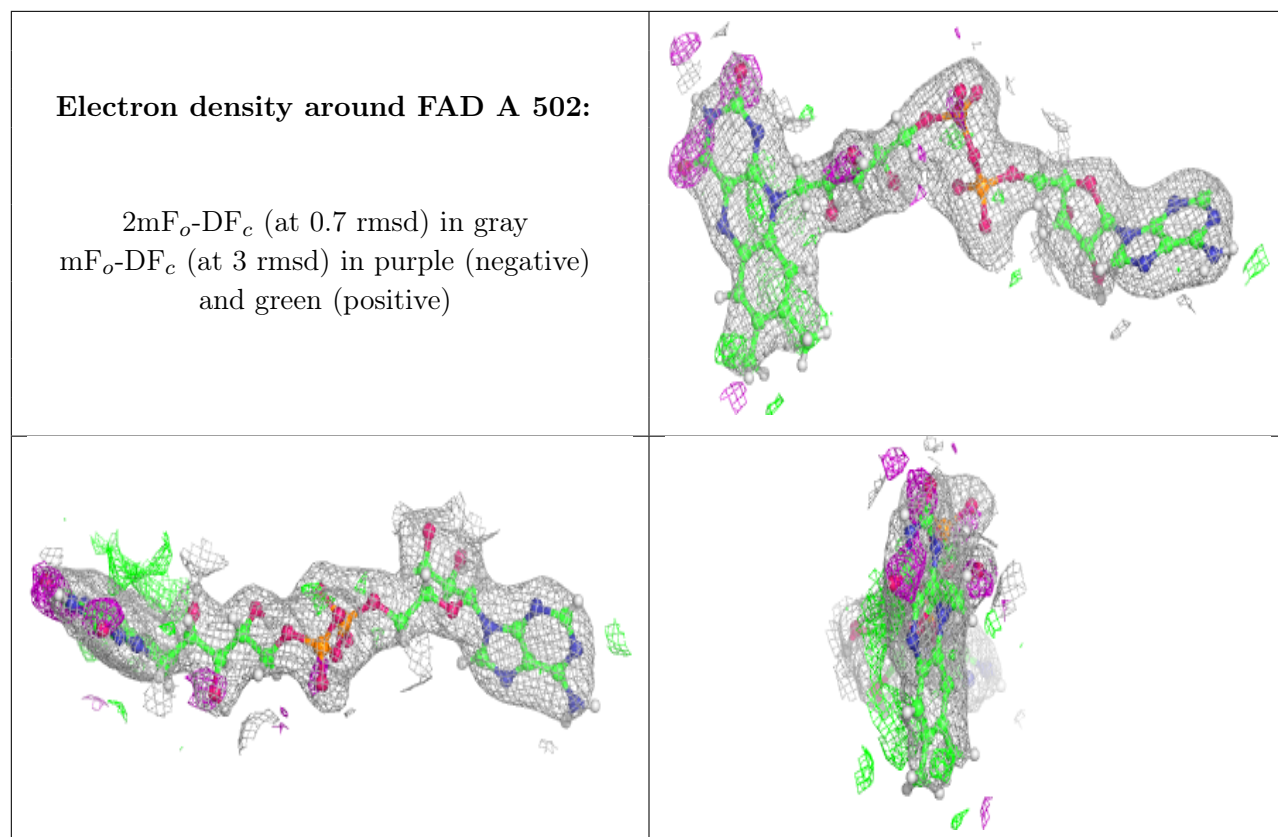 Electron density around FAD A 502:
2mFₒ-DF𝒸 (at 0.7 rmsd) in gray
mFₒ-DF𝒸 (at 3 rmsd) in purple (negative)
and green (positive)